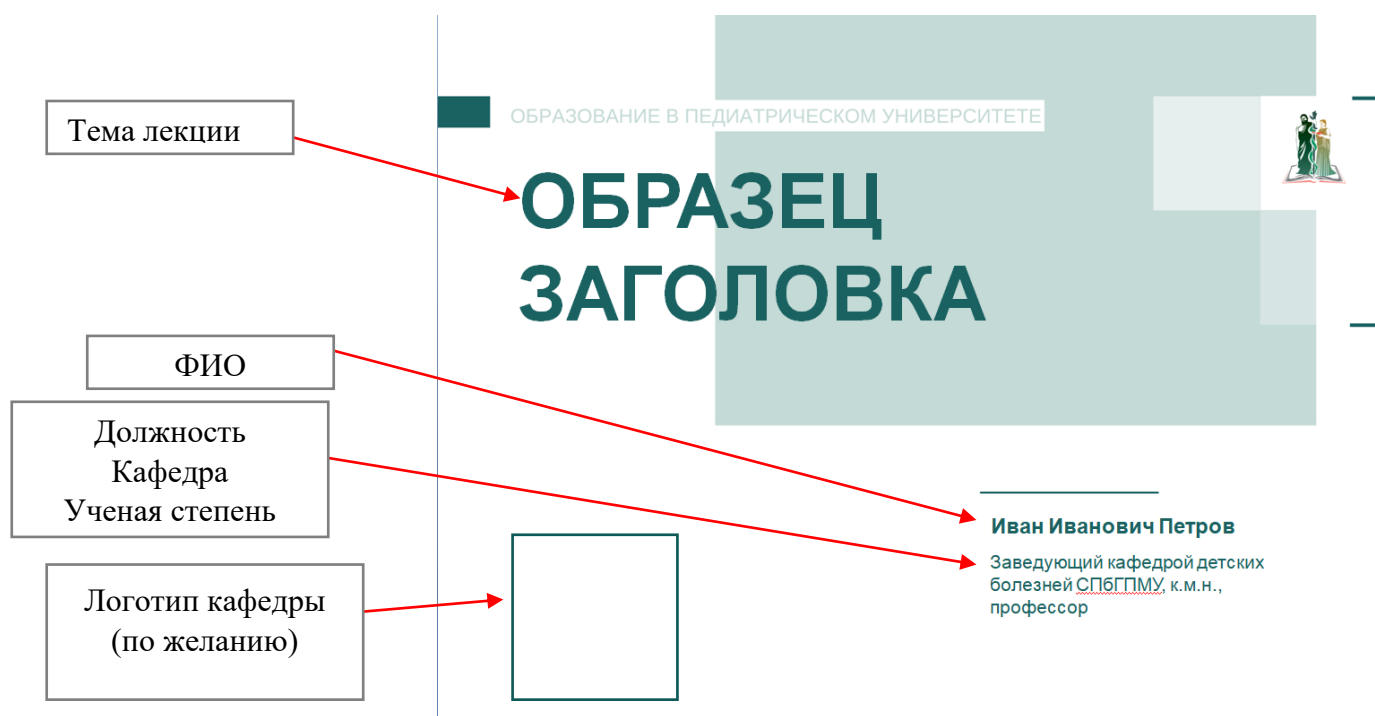 Тема лекции
ФИО
Должность
Кафедра
Ученая степень
Логотип кафедры
(по желанию)
ОБРАЗОВАНИЕ В ПЕДИАТРИЧЕСКОМ УНИВЕРСИТЕТЕ
ОБРАЗЕЦ
ЗАГОЛОВКА
Иван Иванович Петров
Заведующий кафедрой детских
болезней СПбГПМУ, к.м.н.,
профессор